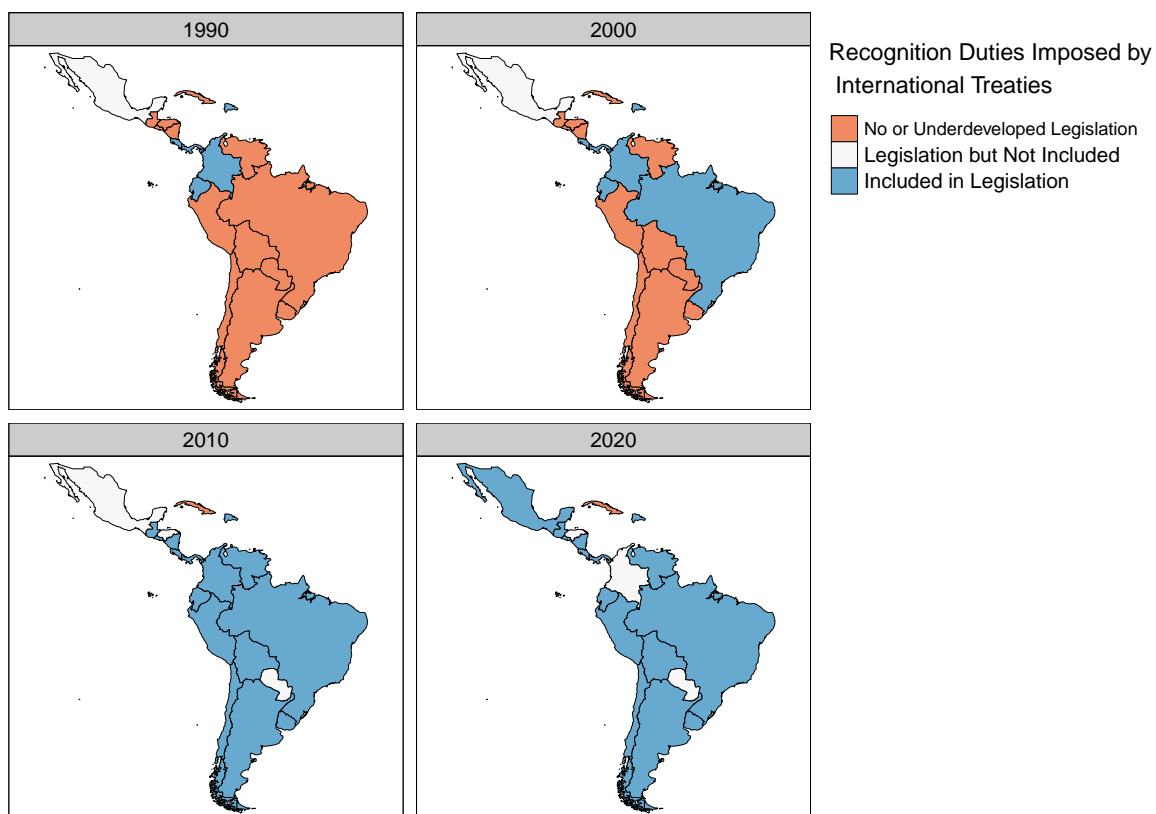 1990
2000
Recognition Duties Imposed by
International Treaties
No or Underdeveloped Legislation
Legislation but Not Included
Included in Legislation
2010
2020